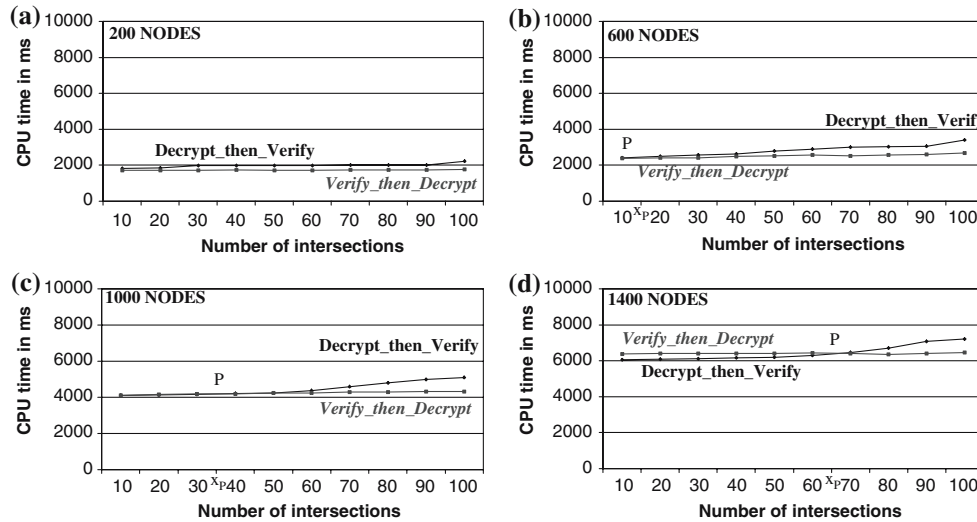 (a)
200 NODES
CPU time in ms
10000
8000
6000
4000
2000
0
Decrypt_then_Verify
Verify_then_Decrypt
10 20 30 40 50 60 70 80 90 100
Number of intersections
(b)
600 NODES
CPU time in ms
10000
8000
6000
4000
2000
0
P
Decrypt_then_Verify
Verify_then_Decrypt
10 XP 20 30 40 50 60 70 80 90 100
Number of intersections
(c)
1000 NODES
CPU time in ms
10000
8000
6000
4000
2000
0
Decrypt_then_Verify
P
Verify_then_Decrypt
10 20 30 XP 40 50 60 70 80 90 100
Number of intersections
(d)
1400 NODES
CPU time in ms
10000
8000
6000
4000
2000
0
Verify_then_Decrypt
P
Decrypt_then_Verify
10 20 30 40 50 60 XP 70 80 90 100
Number of intersections